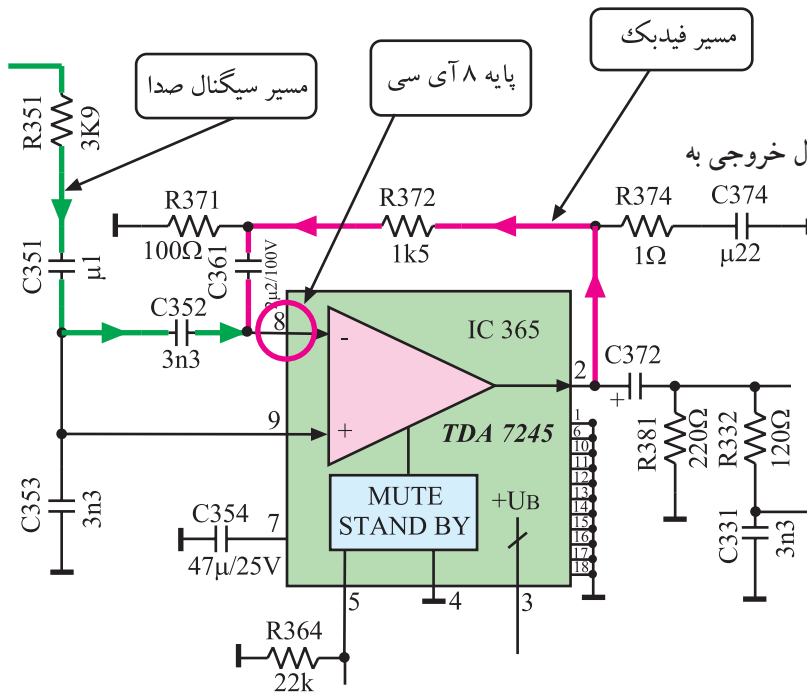 مسیر فیدبک
پایه ۸ آی سی
مسیر سیگنال صدا
ل خروجی به
R351
3K9
R371
100Ω
R372
1k5
R374
1Ω
C374
μ22
C351
μ1
C361
2μ2/100V
C352
3n3
8
-
IC 365
2
C372
+
9
+
TDA 7245
1
6
10
11
12
13
14
15
16
17
18
R381
220Ω
R332
120Ω
C353
3n3
C354
47μ/25V
7
MUTE
STAND BY
+UB
C331
3n3
5
4
3
R364
22k